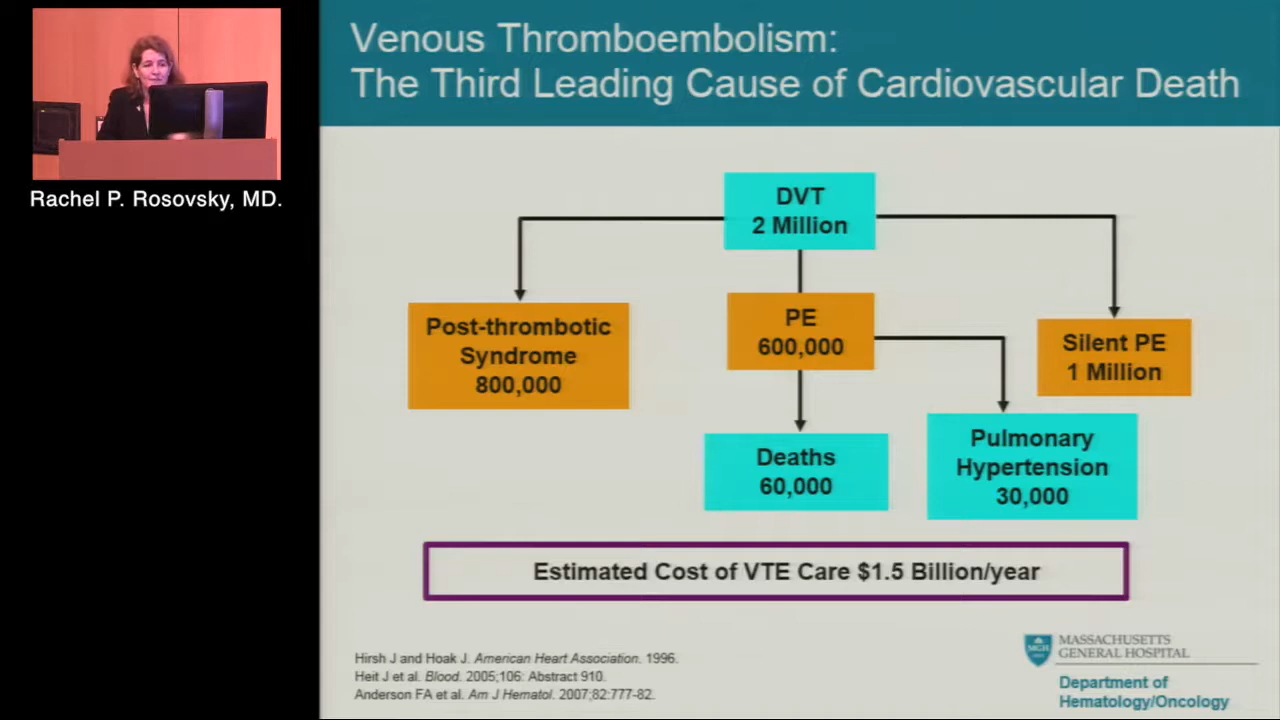 Rachel P. Rosovsky, MD.
Venous Thromboembolism:
The Third Leading Cause of Cardiovascular Death
DVT
2 Million
Post-thrombotic
Syndrome
800,000
PE
600,000
Silent PE
1 Million
Deaths
60,000
Pulmonary
Hypertension
30,000
Estimated Cost of VTE Care $1.5 Billion/year
Hirsh J and Hoak J. American Heart Association. 1996.
Heit J et al. Blood. 2005;106: Abstract 910.
Anderson FA et al. Am J Hematol. 2007;82:777-82.
MGH
MASSACHUSETTS
GENERAL HOSPITAL
Department of
Hematology/Oncology